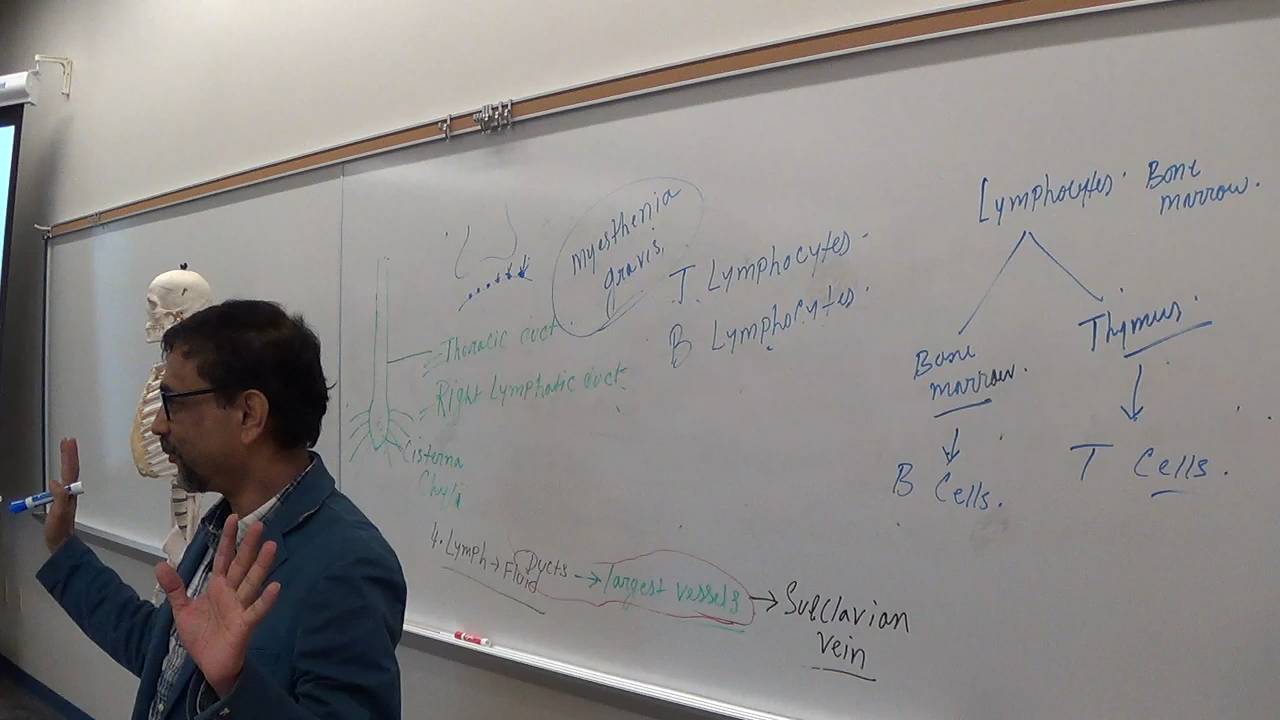 Lymphocytes. Bone
marrow.
Bone
marrow.
Thymus.
B Cells.
T Cells.
myesthenia
gravis,
T. Lymphocytes.
B Lymphocytes.
Thoracic duct
Right Lymphatic duct
Cisterna
Chyli
4. Lymph → Fluid
Ducts → Largest vessels → Subclavian
vein